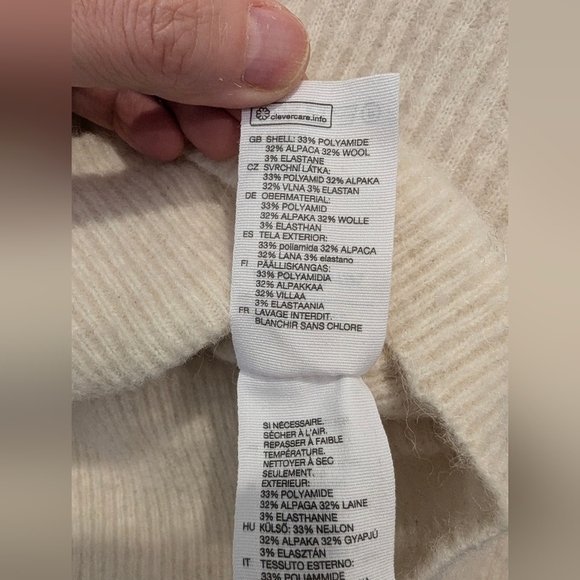 clevercare.info
GB SHELL: 33% POLYAMIDE
32% ALPACA 32% WOOL
3% ELASTANE
CZ SVRCHNÍ LÁTKA:
33% POLYAMID 32% ALPAKA
32% VLNA 3% ELASTAN
DE OBERMATERIAL:
33% POLYAMID
32% ALPAKA 32% WOLLE
3% ELASTHAN
ES TELA EXTERIOR:
33% poliamida 32% ALPACA
32% LANA 3% elastano
FI PÄÄLLISKANGAS:
33% POLYAMIDIA
32% ALPAKKAA
32% VILLAA
3% ELASTAANIA
FR LAVAGE INTERDIT.
BLANCHIR SANS CHLORE
SI NÉCESSAIRE.
SÉCHER À L'AIR.
REPASSER À FAIBLE
TEMPÉRATURE.
NETTOYER À SEC
SEULEMENT.
EXTERIEUR:
33% POLYAMIDE
32% ALPAGA 32% LAINE
3% ELASTHANNE
HU KÜLSŐ: 33% NEJLON
32% ALPAKA 32% GYAPJÚ
3% ELASZTÁN
IT TESSUTO ESTERNO:
33% POLIAMMIDE